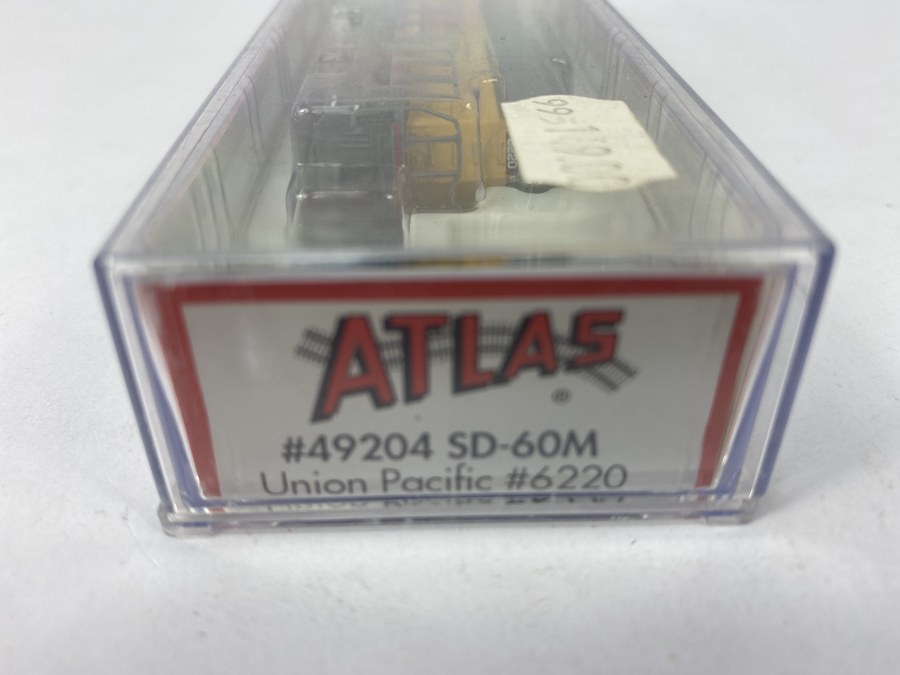 ATLAS®
#49204 SD-60M
Union Pacific #6220